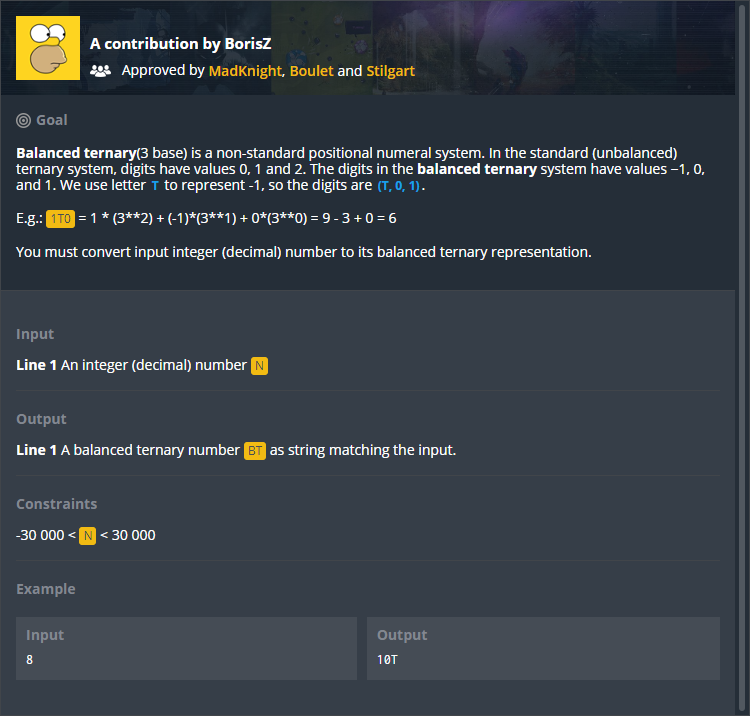 A contribution by BorisZ
Approved by MadKnight, Boulet and Stilgart
Goal
Balanced ternary(3 base) is a non-standard positional numeral system. In the standard (unbalanced)
ternary system, digits have values 0, 1 and 2. The digits in the balanced ternary system have values −1, 0,
and 1. We use letter T to represent -1, so the digits are (T, 0, 1).
E.g.: 1T0 = 1 * (3**2) + (-1)*(3**1) + 0*(3**0) = 9 - 3 + 0 = 6
You must convert input integer (decimal) number to its balanced ternary representation.
Input
Line 1 An integer (decimal) number N
Output
Line 1 A balanced ternary number BT as string matching the input.
Constraints
-30 000 < N < 30 000
Example
Input
8
Output
10T